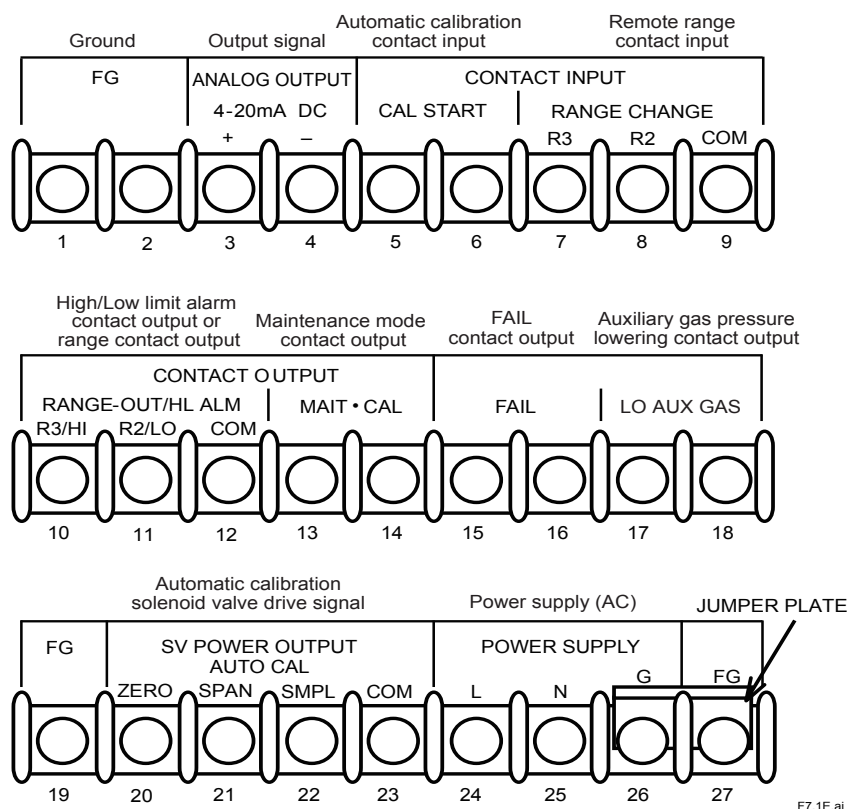 Ground Output signal Automatic calibration contact input Remote range contact input
FG ANALOG OUTPUT CONTACT INPUT
4-20mA DC CAL START RANGE CHANGE
+ – R3 R2 COM
1 2 3 4 5 6 7 8 9
High/Low limit alarm contact output or range contact output Maintenance mode contact output FAIL contact output Auxiliary gas pressure lowering contact output
CONTACT OUTPUT
RANGE-OUT/HL ALM MAIT • CAL FAIL LO AUX GAS
R3/HI R2/LO COM
10 11 12 13 14 15 16 17 18
Automatic calibration solenoid valve drive signal Power supply (AC) JUMPER PLATE
FG SV POWER OUTPUT POWER SUPPLY
AUTO CAL
ZERO SPAN SMPL COM L N G FG
19 20 21 22 23 24 25 26 27
F7.1E.ai